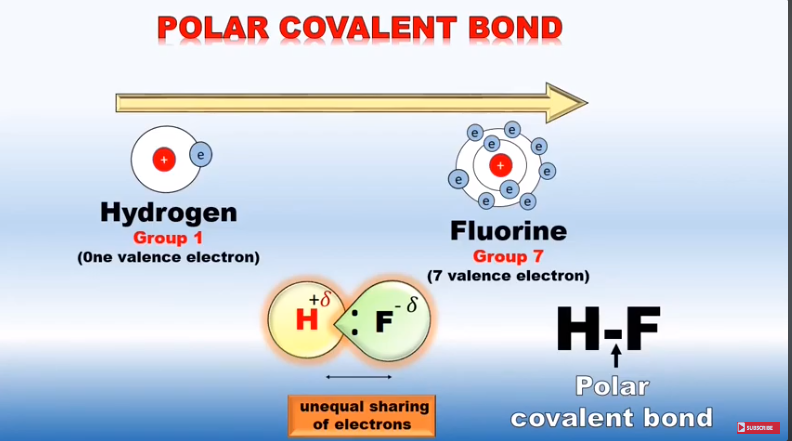 POLAR COVALENT BOND
+
e
e
e
e
e
e
e
e
e
e
+
Hydrogen
Group 1
(0ne valence electron)
Fluorine
Group 7
(7 valence electron)
+δ
H
:
F
- δ
unequal sharing
of electrons
H-F
Polar
covalent bond
SUBSCRIBE